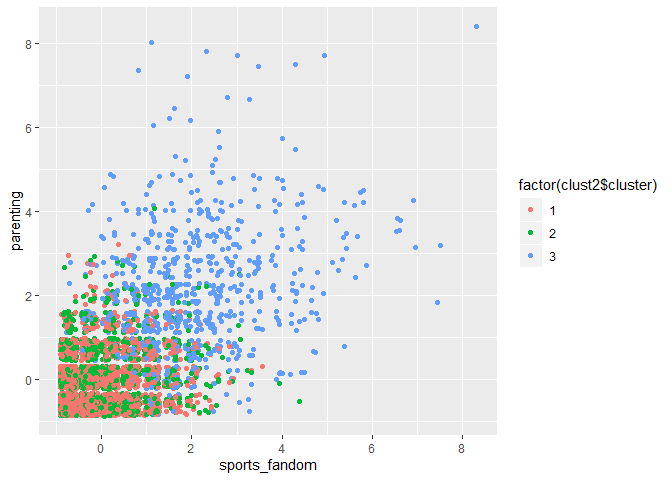 8
6
4
2
0
parenting
0 2 4 6 8
sports_fandom
factor(clust2$cluster)
1
2
3